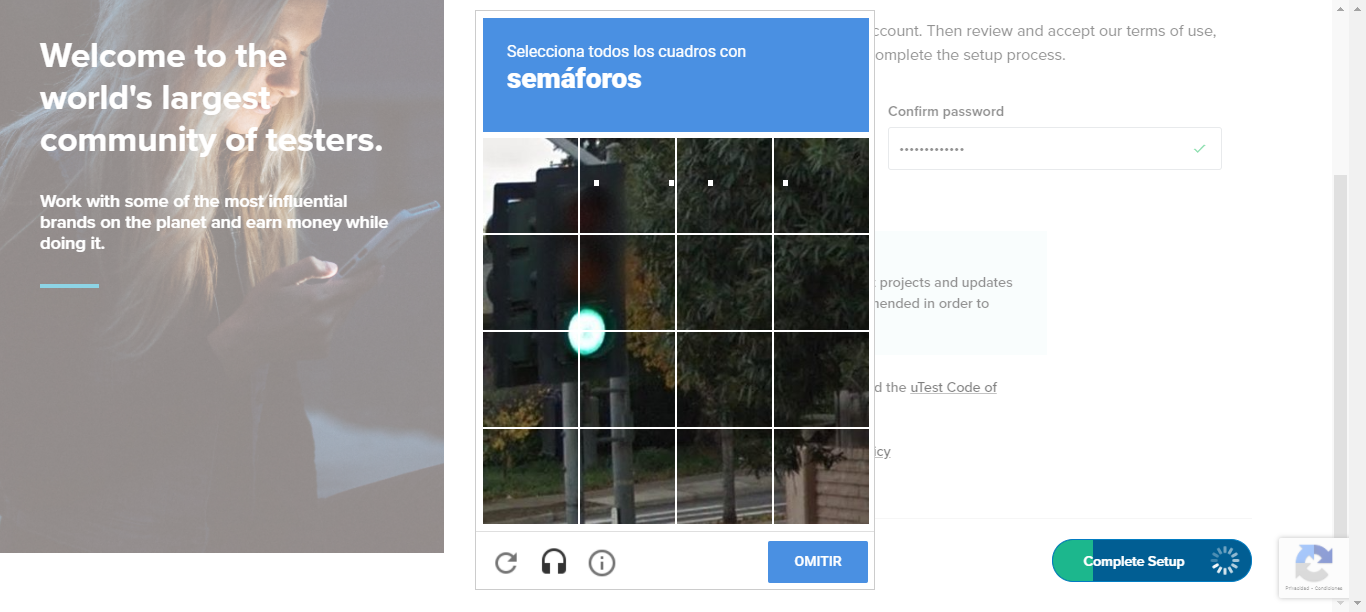 Welcome to the
world's largest
community of testers.
Work with some of the most influential
brands on the planet and earn money while
doing it.
Selecciona todos los cuadros con
semáforos
OMITIR
ccount. Then review and accept our terms of use,
omplete the setup process.
Confirm password
projects and updates
mended in order to
d the uTest Code of
icy
Complete Setup
Privacidad - Condiciones